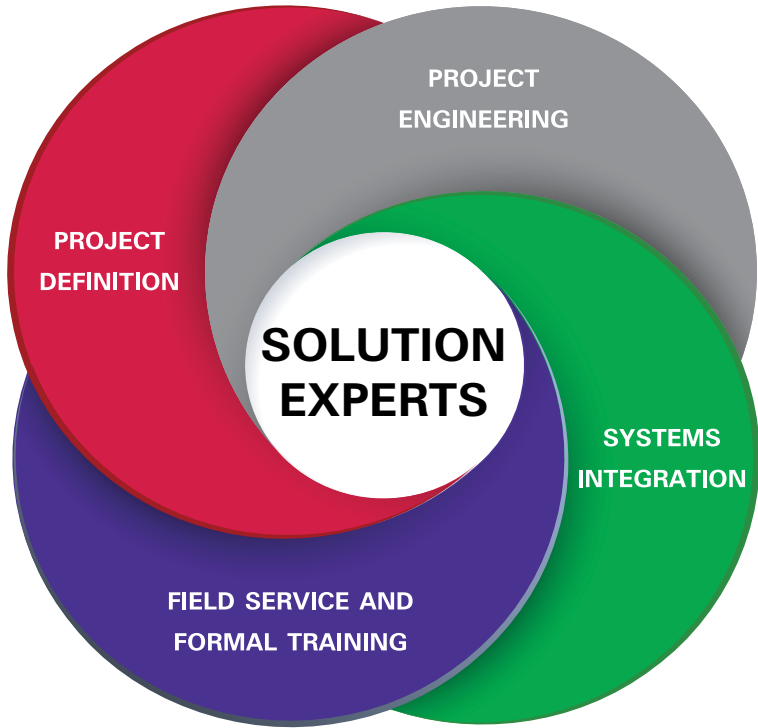 PROJECT
ENGINEERING
PROJECT
DEFINITION
SOLUTION
EXPERTS
SYSTEMS
INTEGRATION
FIELD SERVICE AND
FORMAL TRAINING